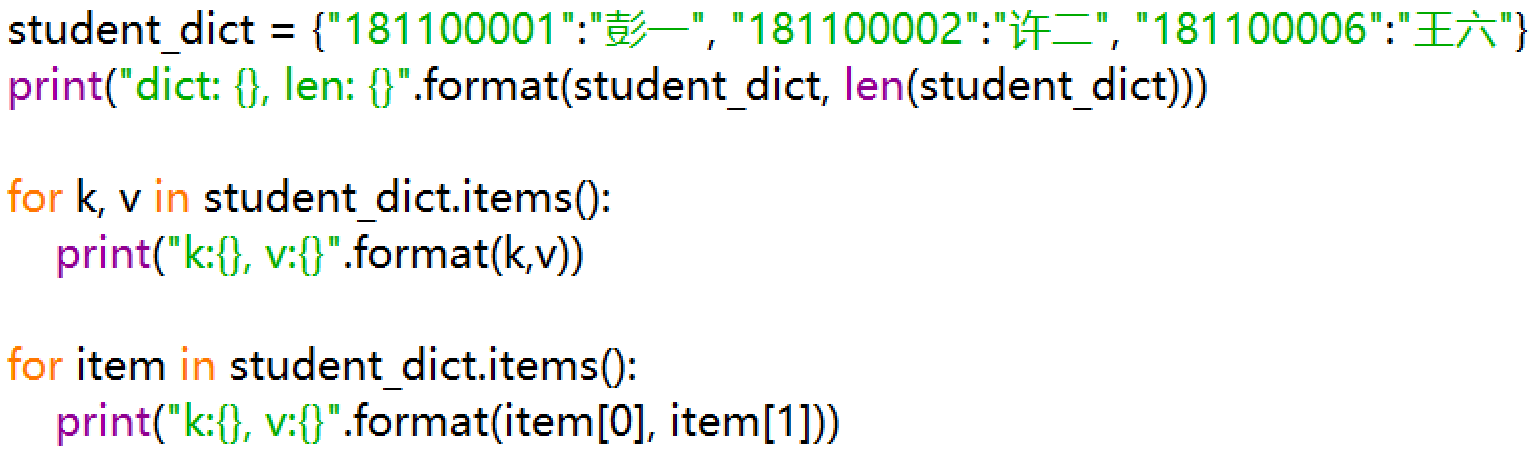 student_dict = {"181100001":"彭一", "181100002":"许二", "181100006":"王六"}
print("dict: {}, len: {}".format(student_dict, len(student_dict)))
for k, v in student_dict.items():
    print("k:{}, v:{}".format(k,v))
for item in student_dict.items():
    print("k:{}, v:{}".format(item[0], item[1]))